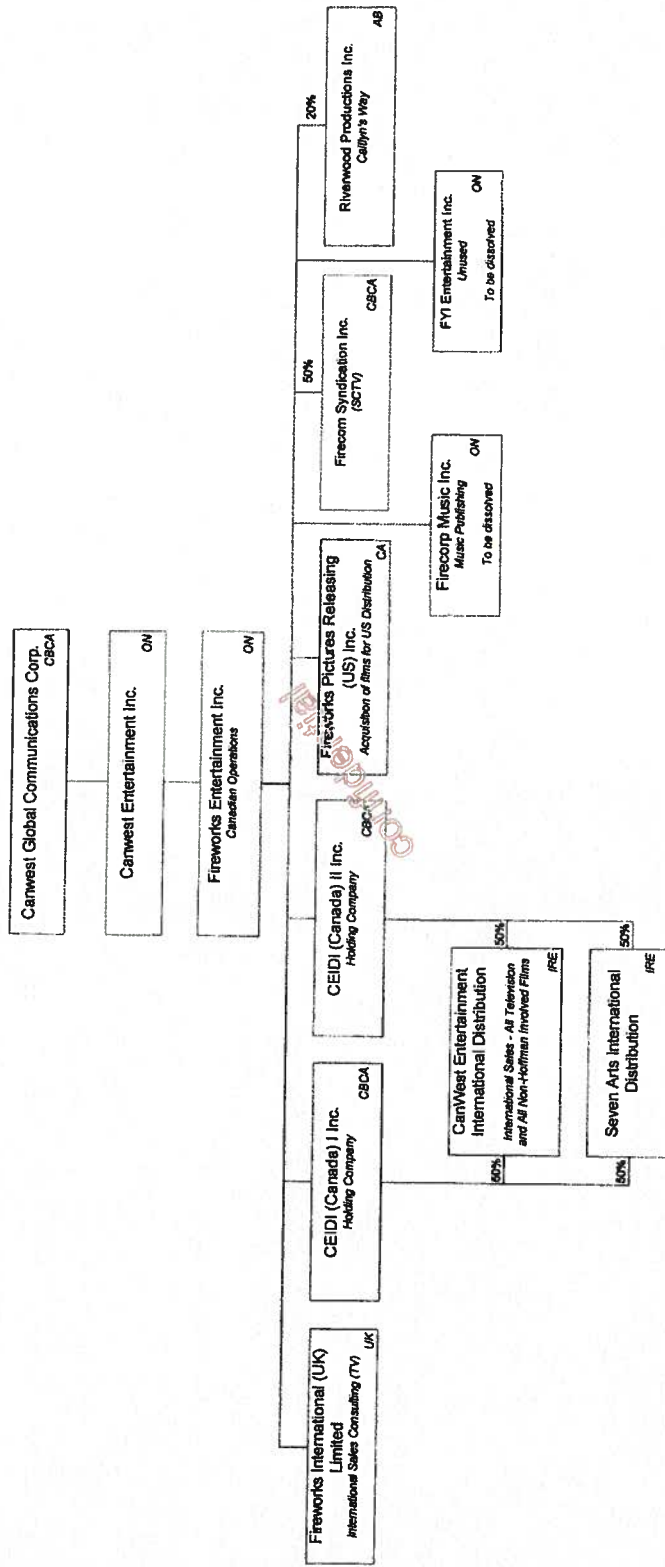 Canwest Global Communications Corp.
CBCA
Canwest Entertainment Inc.
ON
Fireworks Entertainment Inc.
Canadian Operations
ON
Fireworks International (UK)
Limited
International Sales Consulting (TV)
UK
CEIDI (Canada) I Inc.
Holding Company
CBCA
CEIDI (Canada) II Inc.
Holding Company
CBCA
Fireworks Pictures Releasing
(US) Inc.
Acquisition of films for US Distribution
CA
50%
Firecom Syndication Inc.
(SCTV)
CBCA
20%
Riverwood Productions Inc.
Caitlyn's Way
AB
Firecorp Music Inc.
Music Publishing
ON
To be dissolved
FYI Entertainment Inc.
Unused
ON
To be dissolved
50%
CanWest Entertainment
International Distribution
International Sales - All Television
and All Non-Hoffman Involved Films
IRE
50%
50%
Seven Arts International
Distribution
IRE
50%
confidential